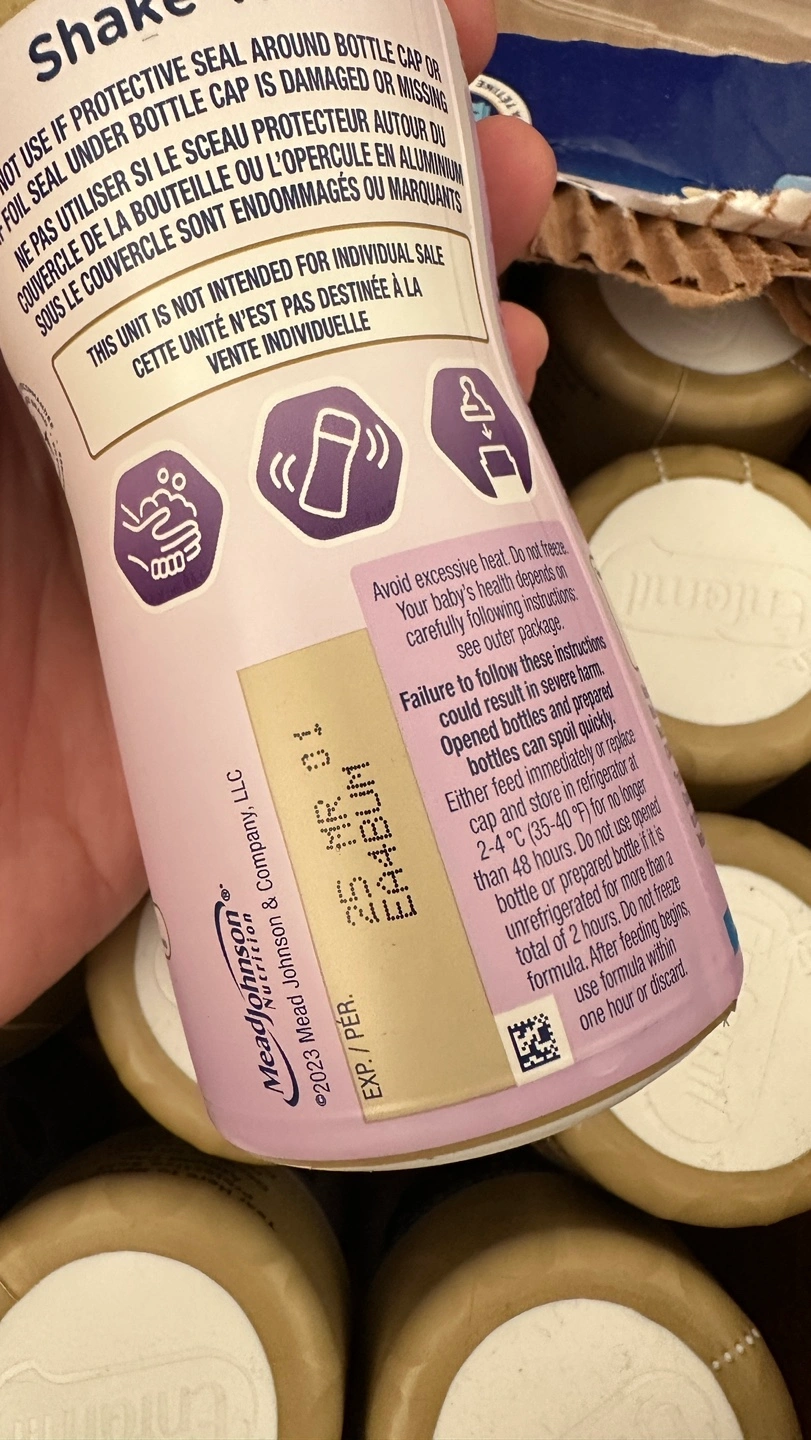 Shake
NOT USE IF PROTECTIVE SEAL AROUND BOTTLE CAP OR
IF FOIL SEAL UNDER BOTTLE CAP IS DAMAGED OR MISSING
NE PAS UTILISER SI LE SCEAU PROTECTEUR AUTOUR DU
COUVERCLE DE LA BOUTEILLE OU L'OPERCULE EN ALUMINIUM
SOUS LE COUVERCLE SONT ENDOMMAGÉS OU MARQUANTS
THIS UNIT IS NOT INTENDED FOR INDIVIDUAL SALE
CETTE UNITÉ N'EST PAS DESTINÉE À LA
VENTE INDIVIDUELLE
Avoid excessive heat. Do not freeze.
Your baby's health depends on
carefully following instructions:
see outer package.
Failure to follow these instructions
could result in severe harm.
Opened bottles and prepared
bottles can spoil quickly.
Either feed immediately or replace
cap and store in refrigerator at
2-4 °C (35-40 °F) for no longer
than 48 hours. Do not use opened
bottle or prepared bottle if it is
unrefrigerated for more than a
total of 2 hours. Do not freeze
formula. After feeding begins,
use formula within
one hour or discard.
EXP. / PÉR.
25 MR 01
EA4BUM
MeadJohnson®
Nutrition
©2023 Mead Johnson & Company, LLC